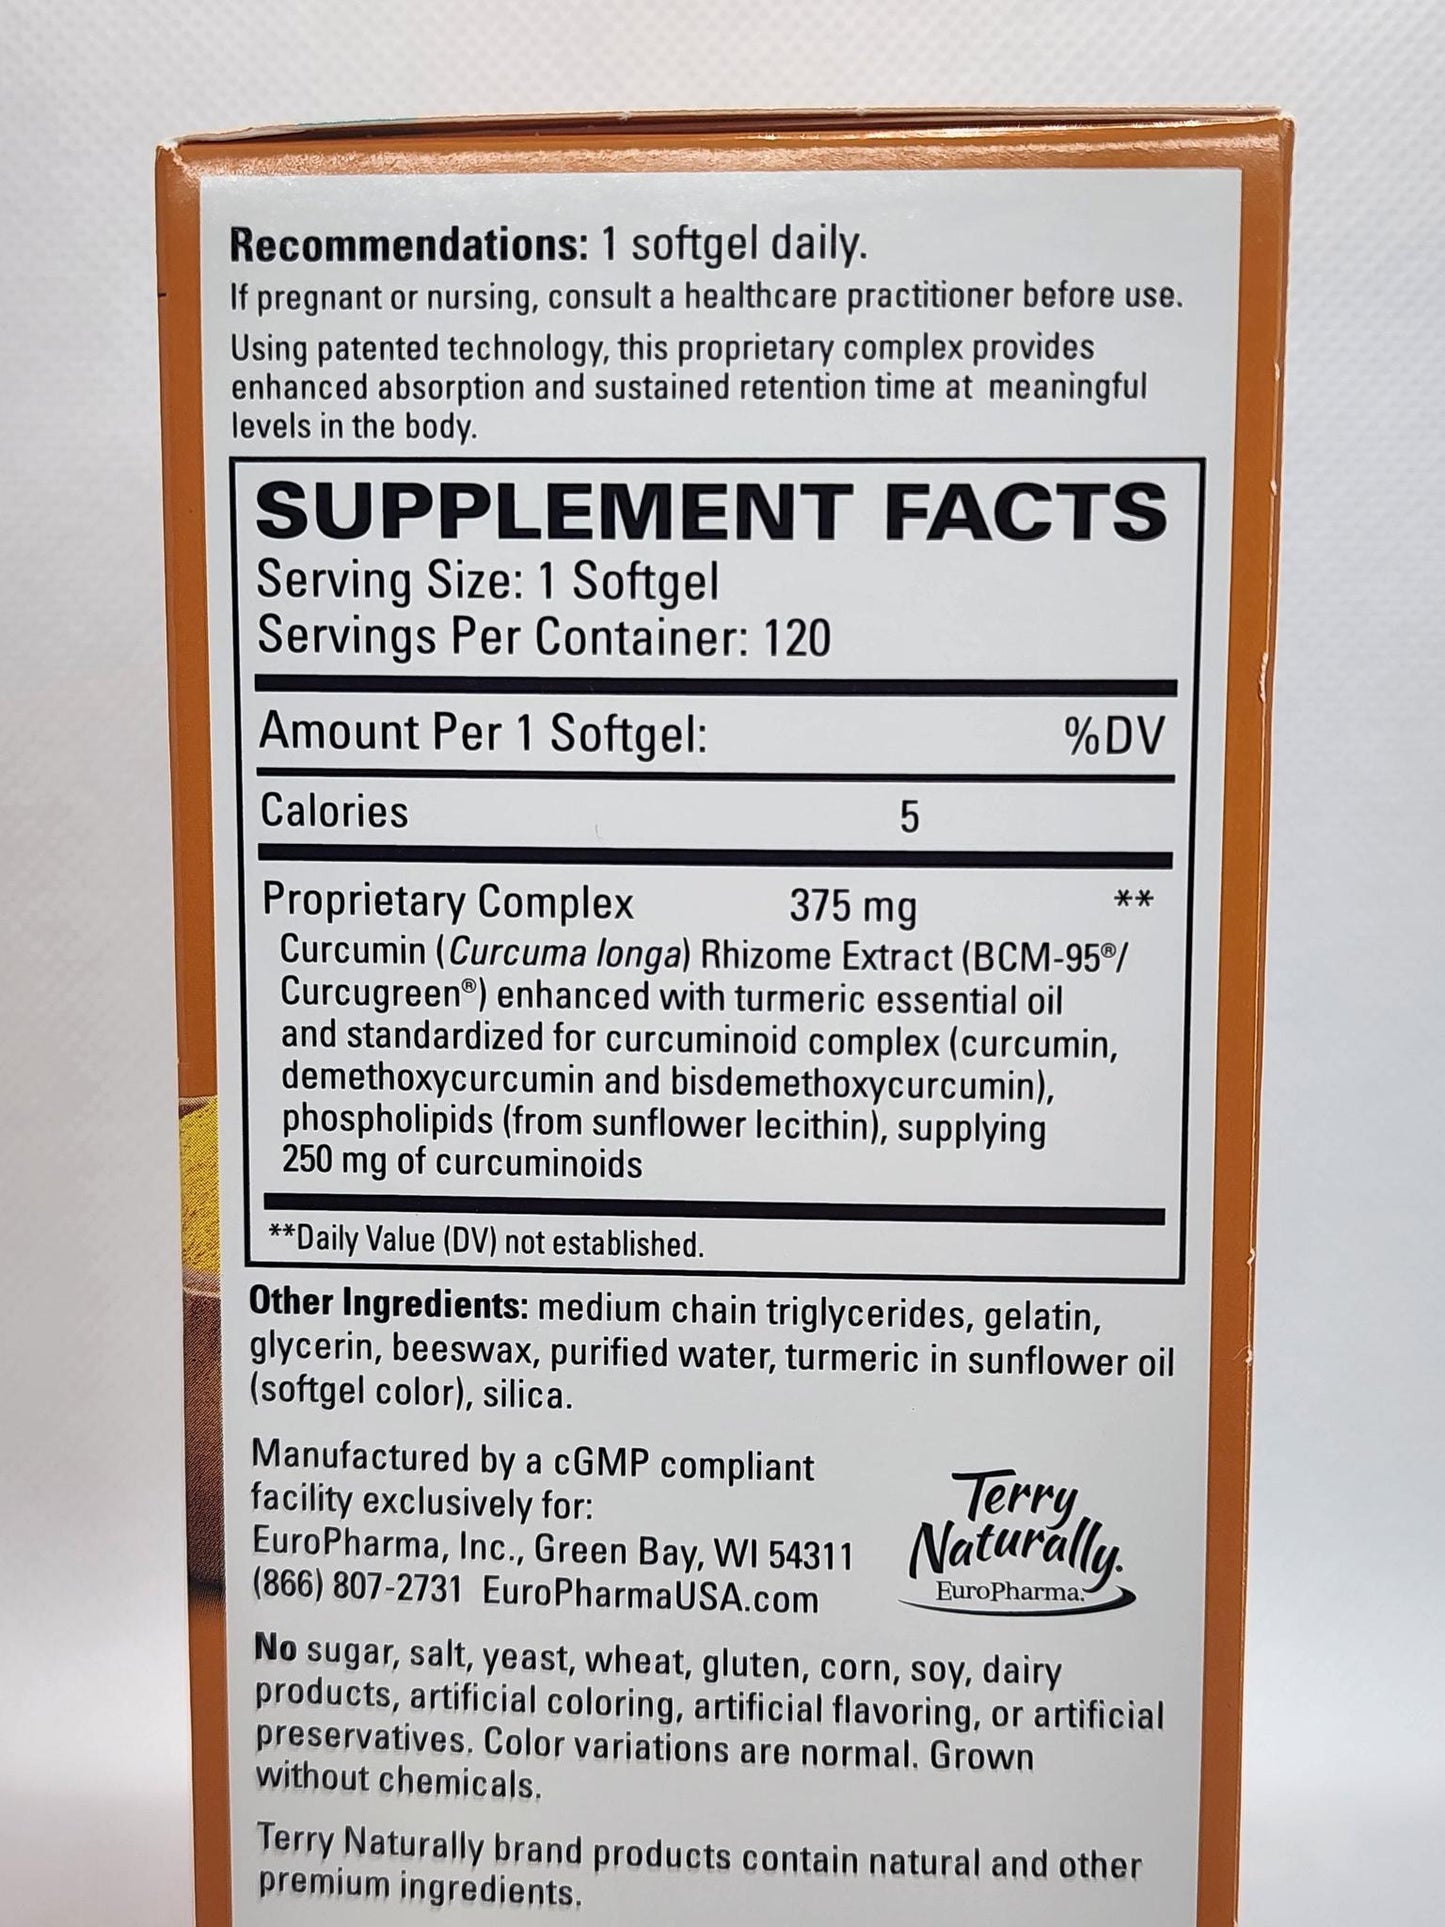 Recommendations: 1 softgel daily.
If pregnant or nursing, consult a healthcare practitioner before use.
Using patented technology, this proprietary complex provides
enhanced absorption and sustained retention time at meaningful
levels in the body.
SUPPLEMENT FACTS
Serving Size: 1 Softgel
Servings Per Container: 120
Amount Per 1 Softgel: %DV
Calories 5
Proprietary Complex 375 mg **
Curcumin (Curcuma longa) Rhizome Extract (BCM-95®/
Curcugreen®) enhanced with turmeric essential oil
and standardized for curcuminoid complex (curcumin,
demethoxycurcumin and bisdemethoxycurcumin),
phospholipids (from sunflower lecithin), supplying
250 mg of curcuminoids
**Daily Value (DV) not established.
Other Ingredients: medium chain triglycerides, gelatin,
glycerin, beeswax, purified water, turmeric in sunflower oil
(softgel color), silica.
Manufactured by a cGMP compliant
facility exclusively for:
EuroPharma, Inc., Green Bay, WI 54311
(866) 807-2731 EuroPharmaUSA.com
Terry
Naturally.
EuroPharma.
No sugar, salt, yeast, wheat, gluten, corn, soy, dairy
products, artificial coloring, artificial flavoring, or artificial
preservatives. Color variations are normal. Grown
without chemicals.
Terry Naturally brand products contain natural and other
premium ingredients.